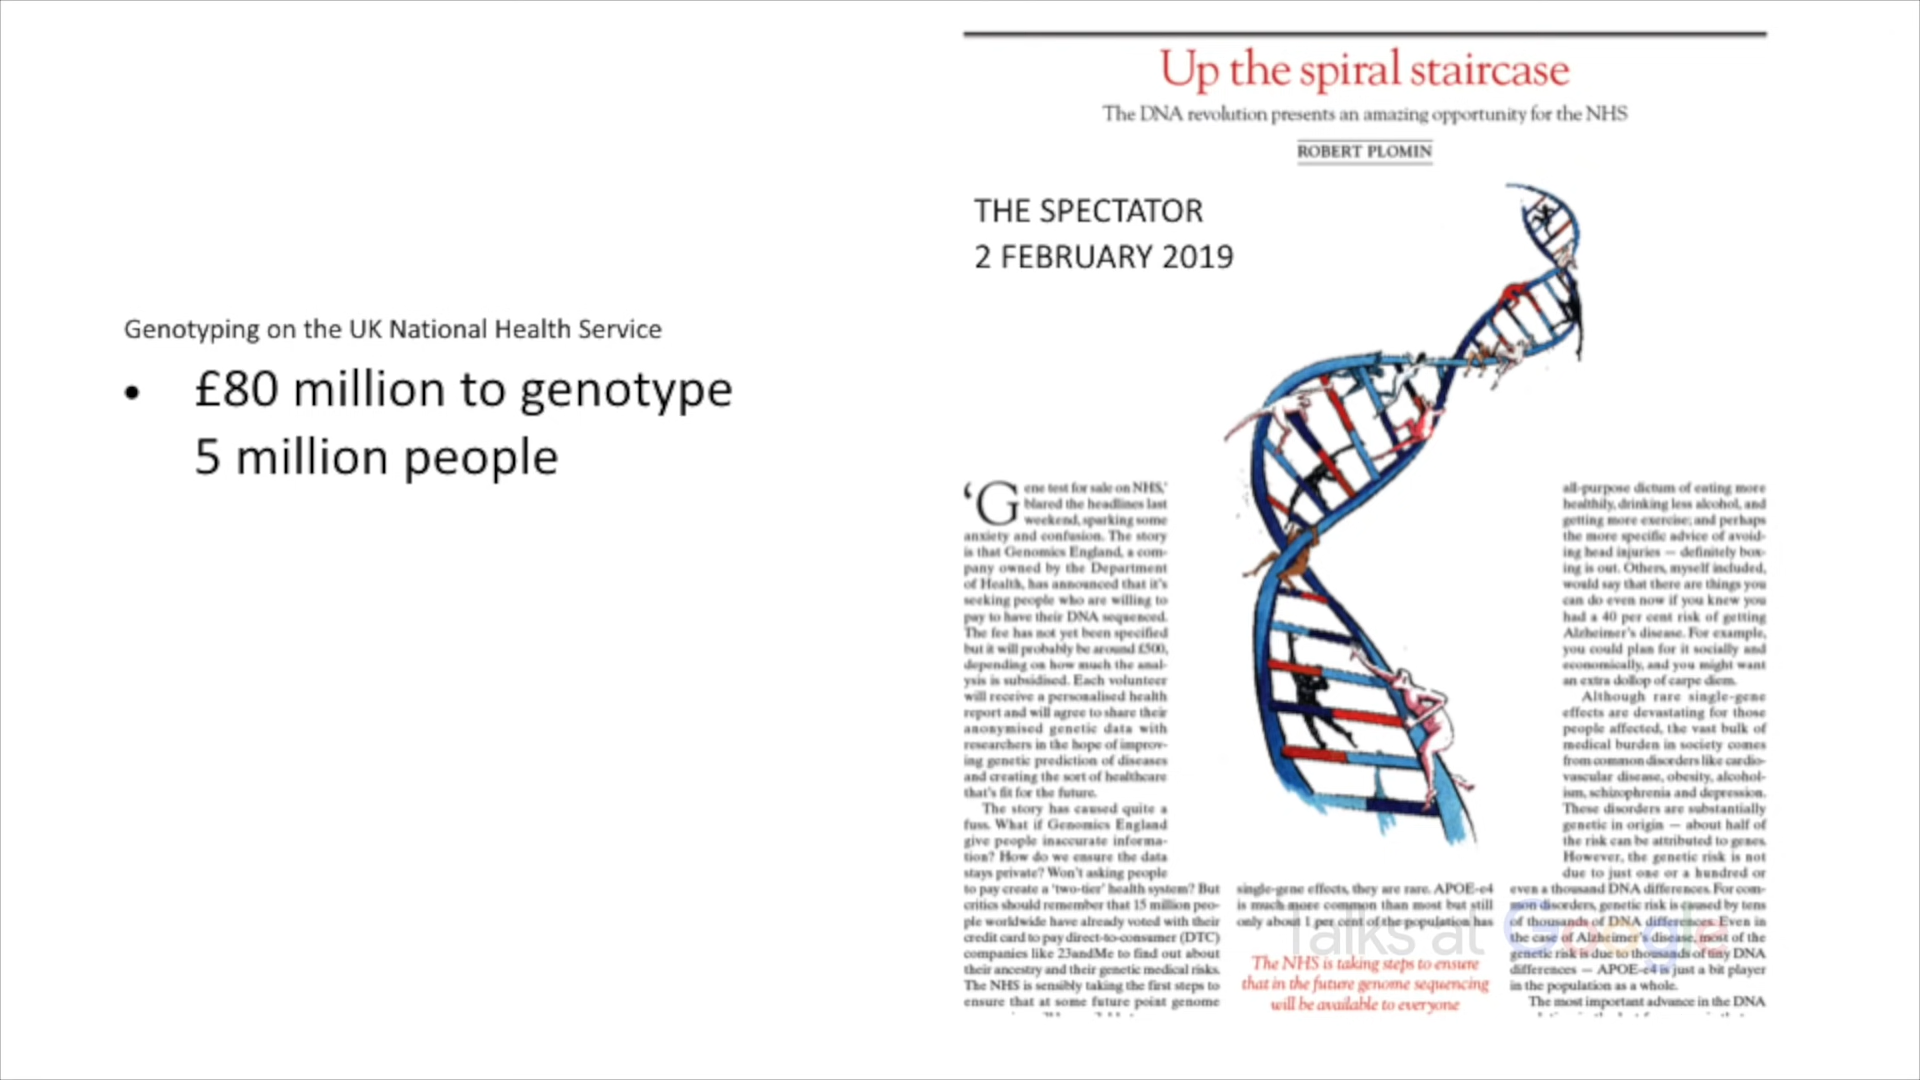 Genotyping on the UK National Health Service
• £80 million to genotype
5 million people
Up the spiral staircase
The DNA revolution presents an amazing opportunity for the NHS
ROBERT PLOMIN
THE SPECTATOR
2 FEBRUARY 2019
‘Gene test for sale on NHS,’
blared the headlines last
weekend, sparking some
anxiety and confusion. The story
is that Genomics England, a com-
pany owned by the Department
of Health, has announced that it’s
seeking people who are willing to
pay to have their DNA sequenced.
The fee has not yet been specified
but it will probably be around £500,
depending on how much the anal-
ysis is subsidised. Each volunteer
will receive a personalised health
report and will agree to share their
anonymised genetic data with
researchers in the hope of improv-
ing genetic prediction of diseases
and creating the sort of healthcare
that’s fit for the future.
The story has caused quite a
fuss. What if Genomics England
give people inaccurate informa-
tion? How do we ensure the data
stays private? Won’t asking people
to pay create a ‘two-tier’ health system? But
critics should remember that 15 million peo-
ple worldwide have already voted with their
credit card to pay direct-to-consumer (DTC)
companies like 23andMe to find out about
their ancestry and their genetic medical risks.
The NHS is sensibly taking the first steps to
ensure that at some future point genome
single-gene effects, they are rare. APOE-e4
is much more common than most but still
only about 1 per cent of the population has
The NHS is taking steps to ensure
that in the future genome sequencing
will be available to everyone
all-purpose dictum of eating more
healthily, drinking less alcohol, and
getting more exercise; and perhaps
the more specific advice of avoid-
ing head injuries — definitely box-
ing is out. Others, myself included,
would say that there are things you
can do even now if you knew you
had a 40 per cent risk of getting
Alzheimer’s disease. For example,
you could plan for it socially and
economically, and you might want
an extra dollop of carpe diem.
Although rare single-gene
effects are devastating for those
people affected, the vast bulk of
medical burden in society comes
from common disorders like cardio-
vascular disease, obesity, alcohol-
ism, schizophrenia and depression.
These disorders are substantially
genetic in origin — about half of
the risk can be attributed to genes.
However, the genetic risk is not
due to just one or a hundred or
even a thousand DNA differences. For com-
mon disorders, genetic risk is caused by tens
of thousands of DNA differences. Even in
the case of Alzheimer’s disease, most of the
genetic risk is due to thousands of tiny DNA
differences — APOE-e4 is just a bit player
in the population as a whole.
The most important advance in the DNA
Talks at Google